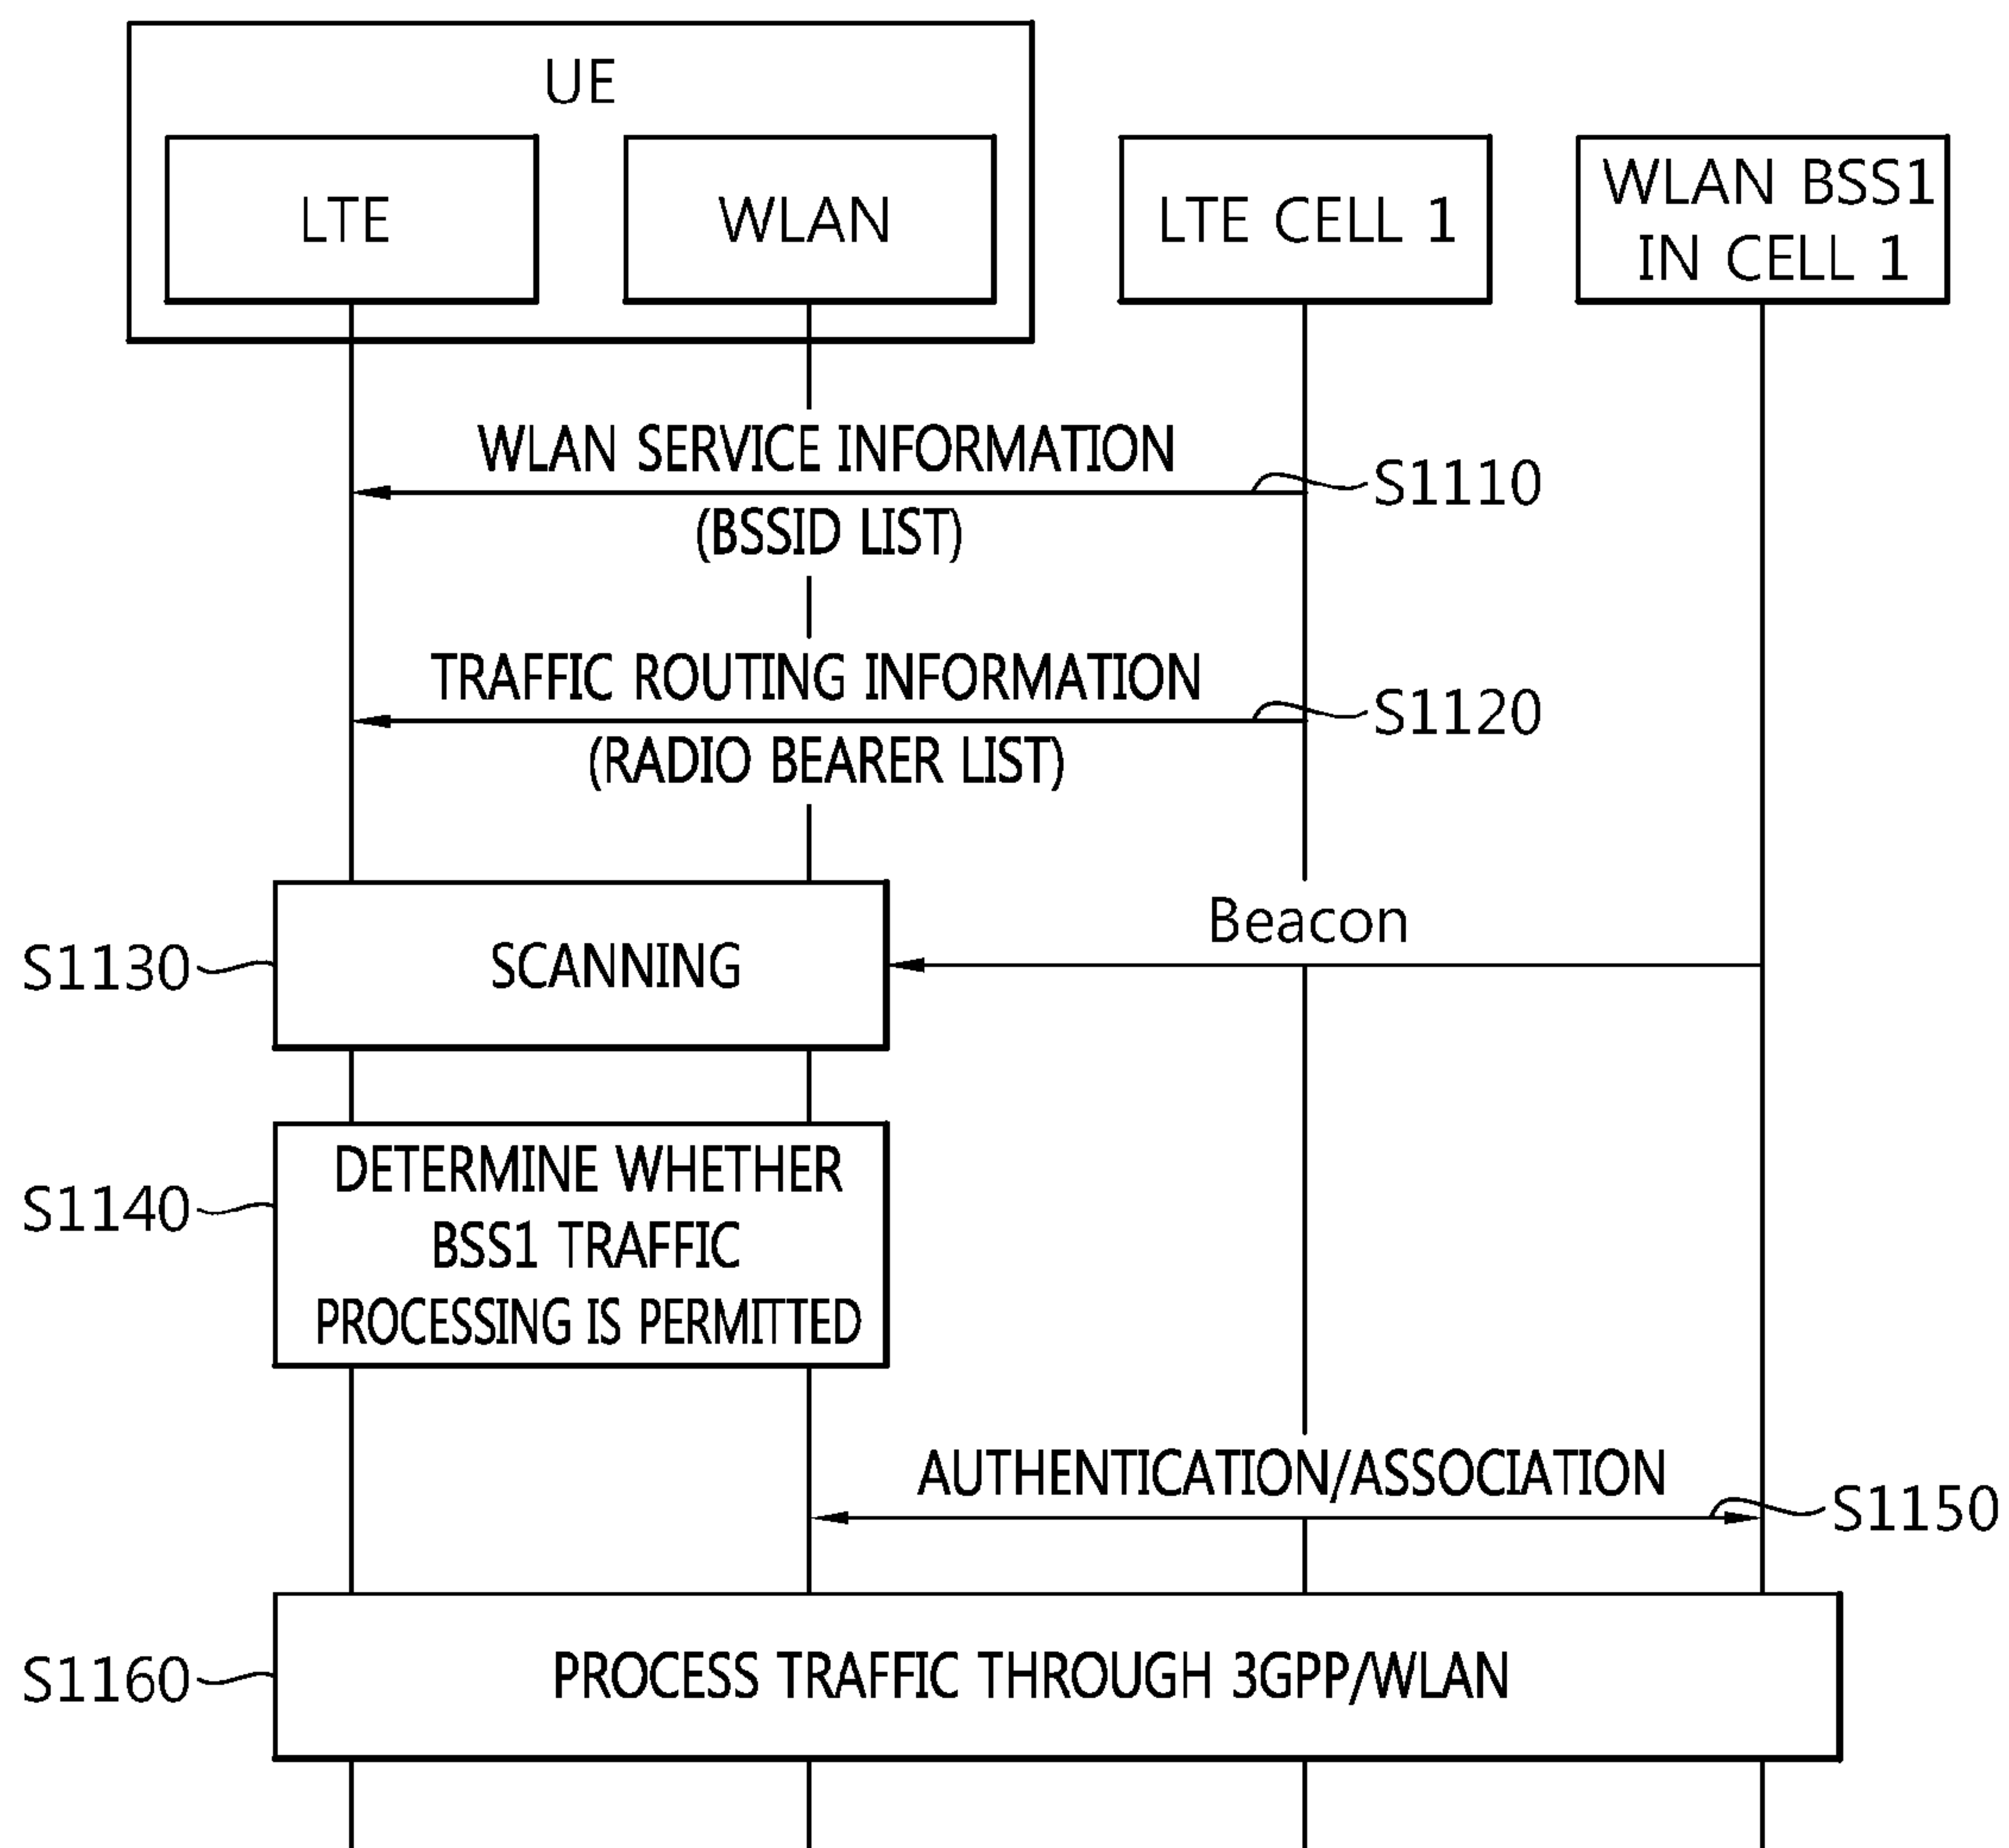 UE
LTE
WLAN
LTE CELL 1
WLAN BSS1
IN CELL 1
WLAN SERVICE INFORMATION
S1110
(BSSID LIST)
TRAFFIC ROUTING INFORMATION
S1120
(RADIO BEARER LIST)
Beacon
S1130
SCANNING
S1140
DETERMINE WHETHER
BSS1 TRAFFIC
PROCESSING IS PERMITTED
AUTHENTICATION/ASSOCIATION
S1150
S1160
PROCESS TRAFFIC THROUGH 3GPP/WLAN